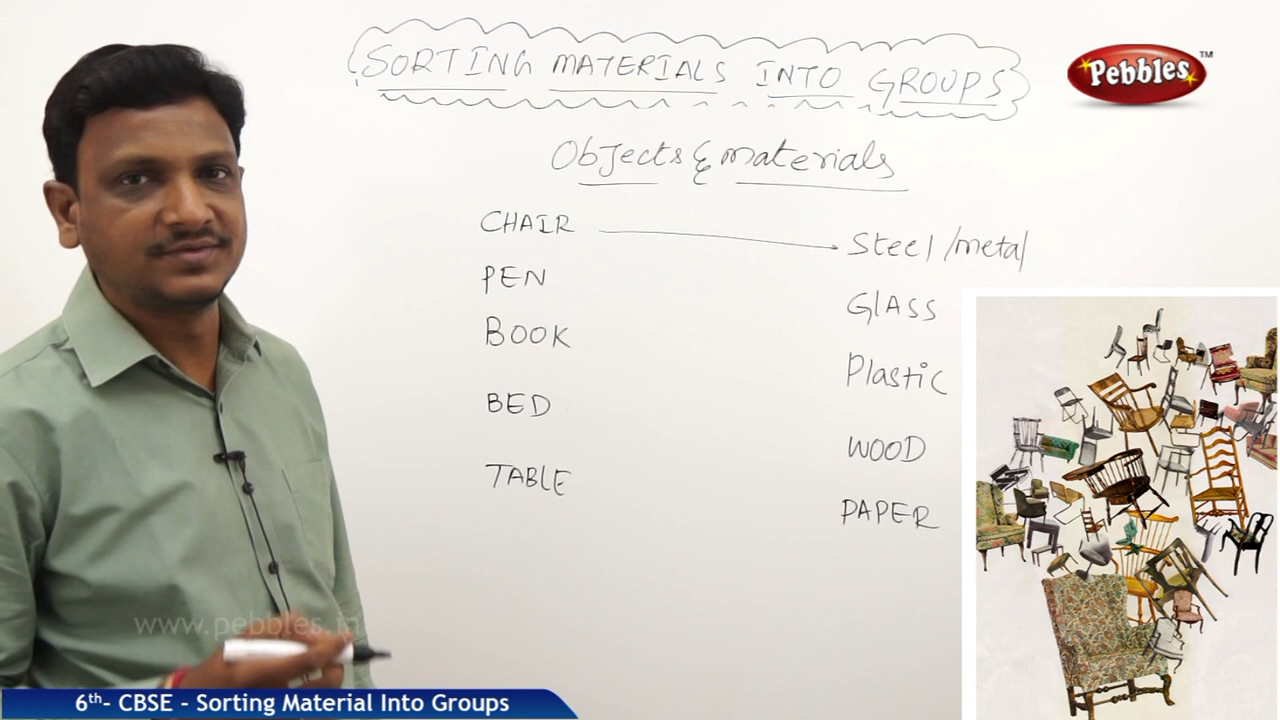 SORTING MATERIALS INTO GROUPS
Pebbles™
Objects & materials
CHAIR → Steel/metal
PEN
GLASS
BOOK
Plastic
BED
WOOD
TABLE
PAPER
www.pebbles.in
6th- CBSE - Sorting Material Into Groups